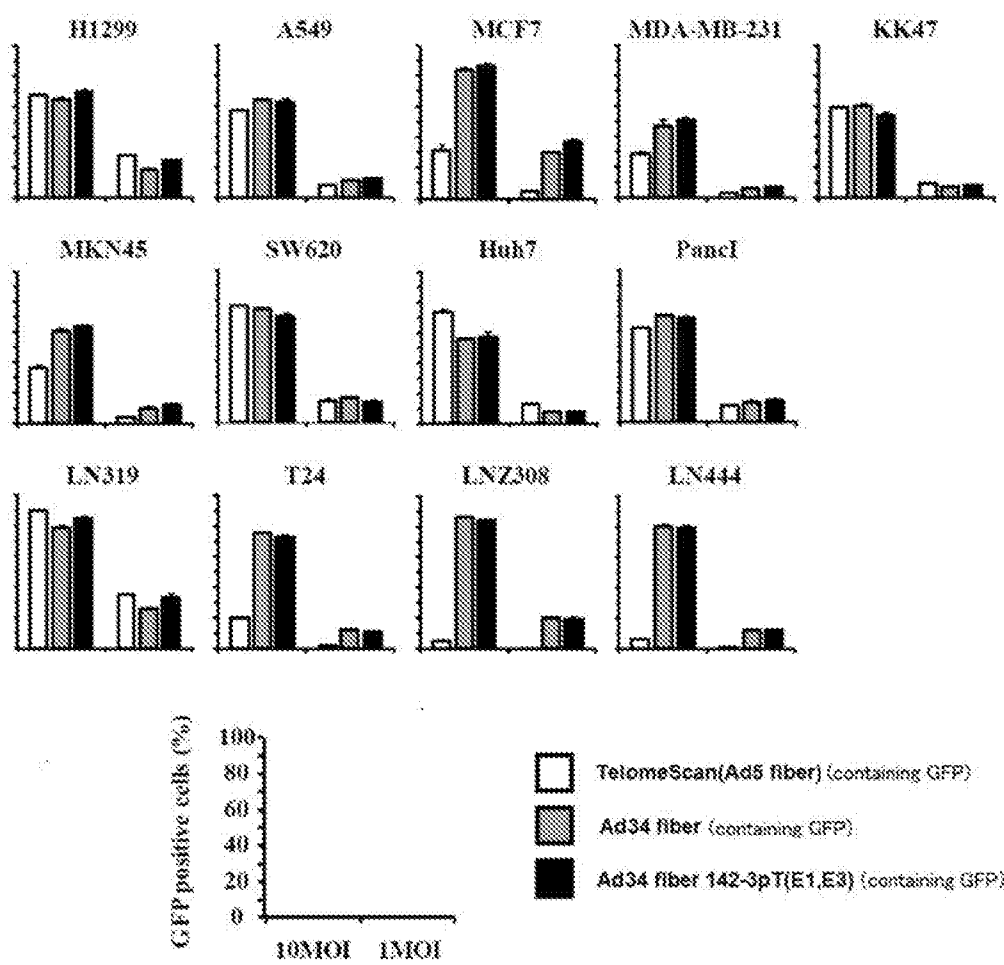 H1299 A549 MCF7 MDA-MB-231 KK47
MKN45 SW620 Huh7 PancI
LN319 T24 LNZ308 LN444
GFP positive cells (%)
100
80
60
40
20
0
10MOI 1MOI
TelomeScan(Ad5 fiber) (containing GFP)
Ad34 fiber (containing GFP)
Ad34 fiber 142-3pT(E1,E3) (containing GFP)